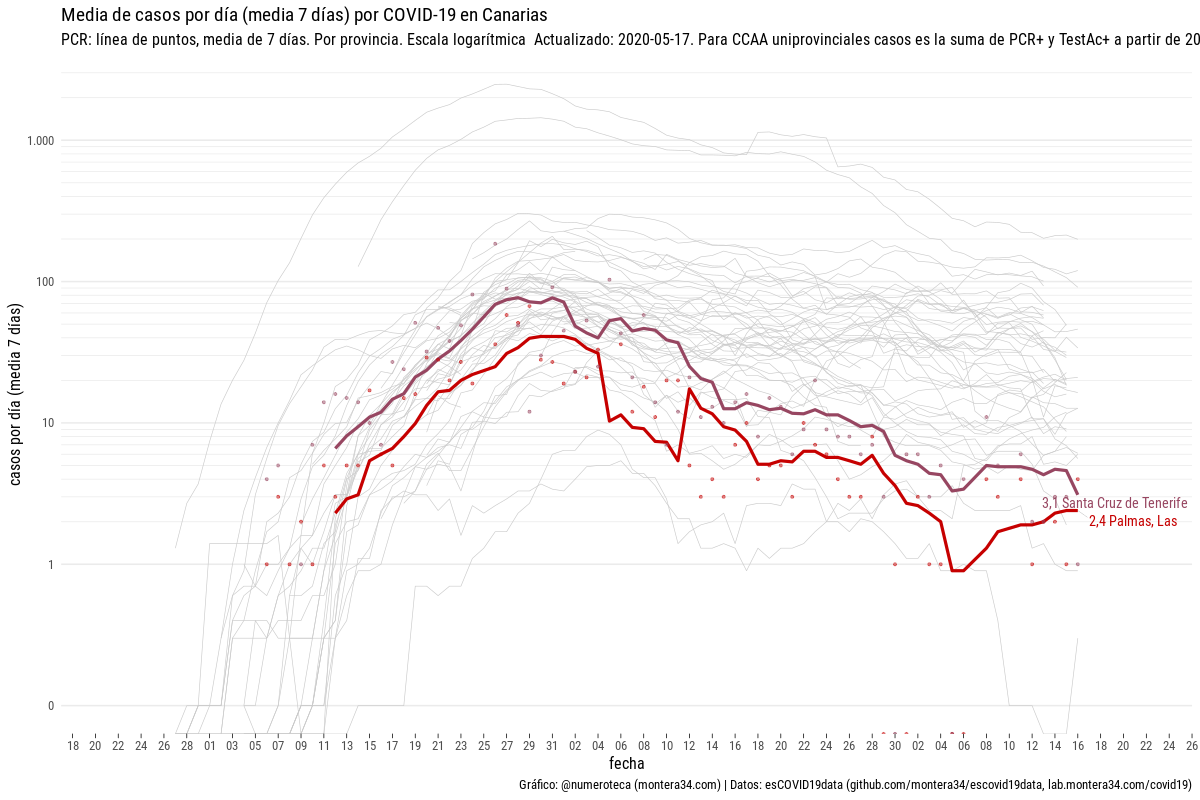 Media de casos por día (media 7 días) por COVID-19 en Canarias
PCR: línea de puntos, media de 7 días. Por provincia. Escala logarítmica  Actualizado: 2020-05-17. Para CCAA uniprovinciales casos es la suma de PCR+ y TestAc+ a partir de 20
casos por día (media 7 días)
1.000
100
10
1
0
3,1 Santa Cruz de Tenerife
2,4 Palmas, Las
18 20 22 24 26 28 01 03 05 07 09 11 13 15 17 19 21 23 25 27 29 31 02 04 06 08 10 12 14 16 18 20 22 24 26 28 30 02 04 06 08 10 12 14 16 18 20 22 24 26
fecha
Gráfico: @numeroteca (montera34.com) | Datos: esCOVID19data (github.com/montera34/escovid19data, lab.montera34.com/covid19)